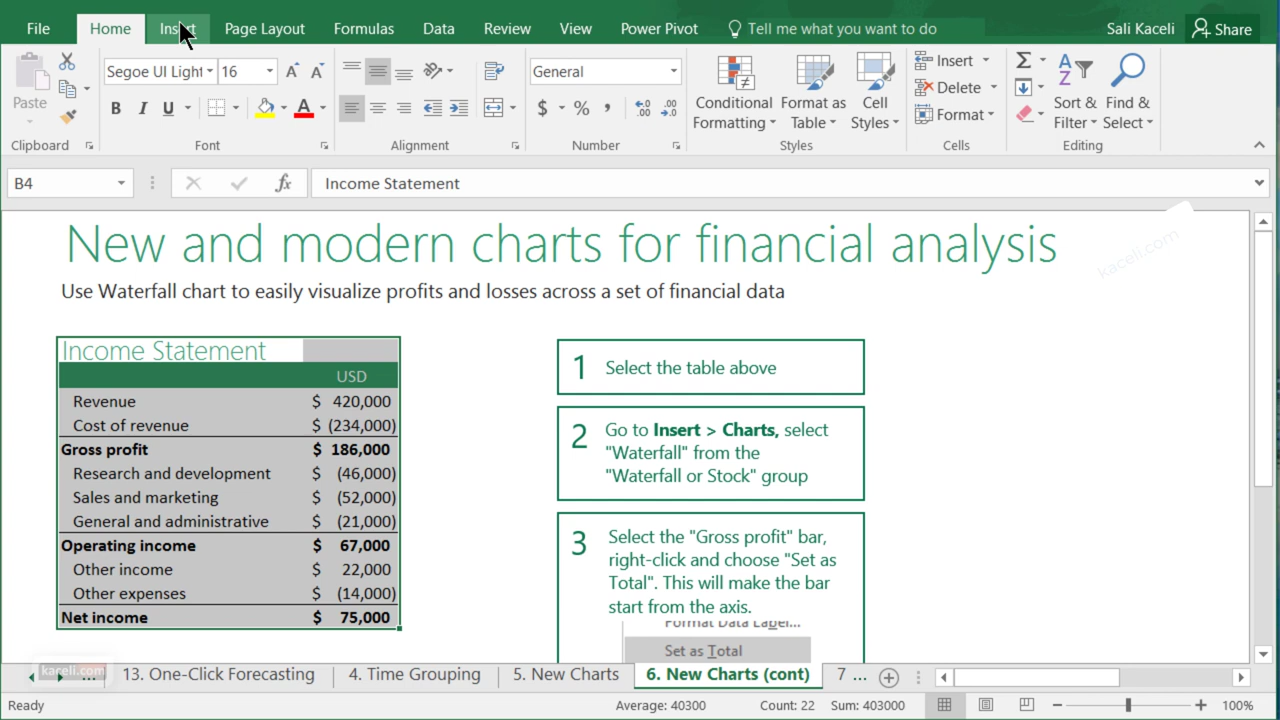 File Home Insert Page Layout Formulas Data Review View Power Pivot Tell me what you want to do Sali Kaceli Share
Segoe UI Light 16 General
Paste
B I U $ % ,
Conditional Formatting
Format as Table
Cell Styles
Insert
Delete
Format
Sort & Filter
Find & Select
Clipboard Font Alignment Number Styles Cells Editing
B4 fx Income Statement
New and modern charts for financial analysis
kaceli.com
Use Waterfall chart to easily visualize profits and losses across a set of financial data
Income Statement
USD
Revenue $ 420,000
Cost of revenue $ (234,000)
Gross profit $ 186,000
Research and development $ (46,000)
Sales and marketing $ (52,000)
General and administrative $ (21,000)
Operating income $ 67,000
Other income $ 22,000
Other expenses $ (14,000)
Net income $ 75,000
1 Select the table above
2 Go to Insert > Charts, select
"Waterfall" from the
"Waterfall or Stock" group
3 Select the "Gross profit" bar,
right-click and choose "Set as
Total". This will make the bar
start from the axis.
Format Data Label...
Set as Total
kaceli.com
... 13. One-Click Forecasting 4. Time Grouping 5. New Charts 6. New Charts (cont) 7 ...
Ready Average: 40300 Count: 22 Sum: 403000 100%